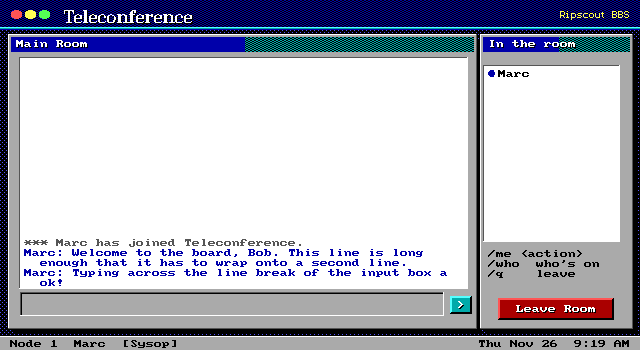 Teleconference
Ripscout BBS
Main Room
*** Marc has joined Teleconference.
Marc: Welcome to the board, Bob. This line is long
enough that it has to wrap onto a second line.
Marc: Typing across the line break of the input box a
ok!
>
In the room
Marc
/me <action>
/who who's on
/q leave
Leave Room
Node 1 Marc [Sysop]
Thu Nov 26 9:19 AM